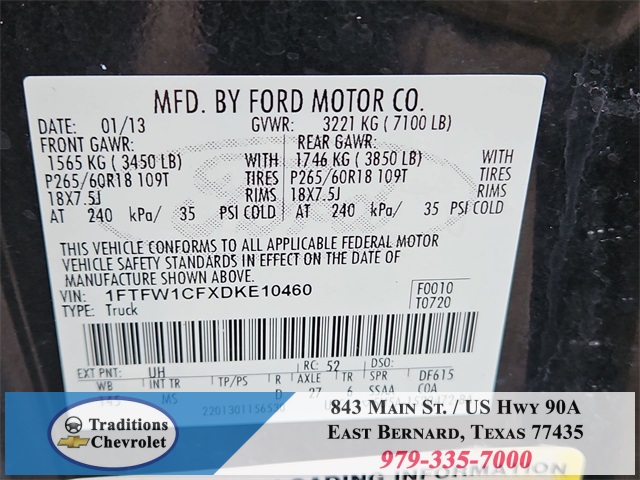 MFD. BY FORD MOTOR CO.
DATE: 01/13 GVWR: 3221 KG ( 7100 LB)
FRONT GAWR: REAR GAWR:
1565 KG ( 3450 LB) WITH 1746 KG ( 3850 LB) WITH
P265/60R18 109T TIRES P265/60R18 109T TIRES
18X7.5J RIMS 18X7.5J RIMS
AT 240 kPa/ 35 PSI COLD AT 240 kPa/ 35 PSI COLD
THIS VEHICLE CONFORMS TO ALL APPLICABLE FEDERAL MOTOR
VEHICLE SAFETY STANDARDS IN EFFECT ON THE DATE OF
MANUFACTURE SHOWN ABOVE.
VIN: 1FTFW1CFXDKE10460 F0010
TYPE: Truck T0720
EXT PNT: UH RC: 52 DSO:
WB INT TR TP/PS R AXLE TR SPR DF615
145 MS D 27 6 SSAA COA
2201301156530
Traditions
Chevrolet
843 Main St. / US Hwy 90A
East Bernard, Texas 77435
979-335-7000
LOADING INFORMATION